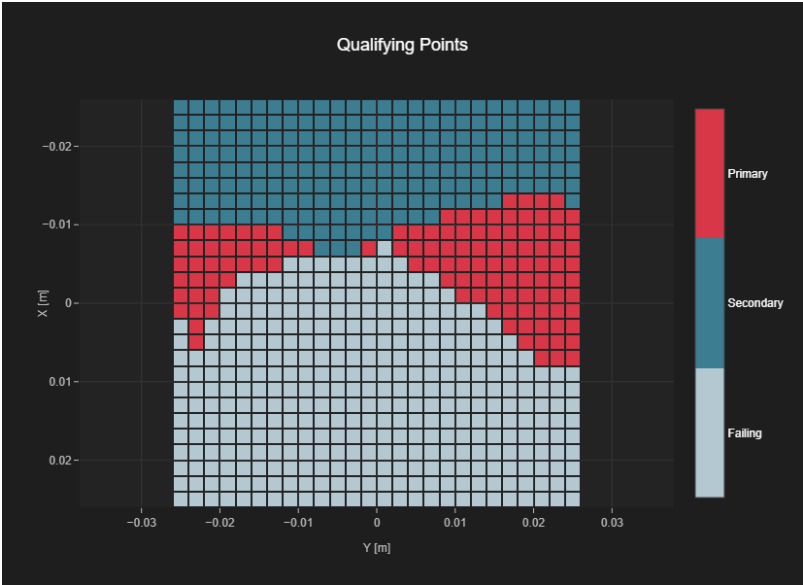 Qualifying Points
−0.02
−0.01
0
0.01
0.02
X [m]
−0.03
−0.02
−0.01
0
0.01
0.02
0.03
Y [m]
Primary
Secondary
Failing